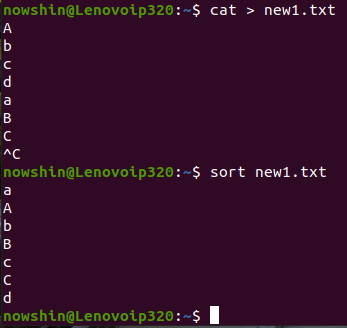 nowshin@Lenovoip320:~$ cat > new1.txt
A
b
c
d
a
B
C
^C
nowshin@Lenovoip320:~$ sort new1.txt
a
A
b
B
c
C
d
nowshin@Lenovoip320:~$